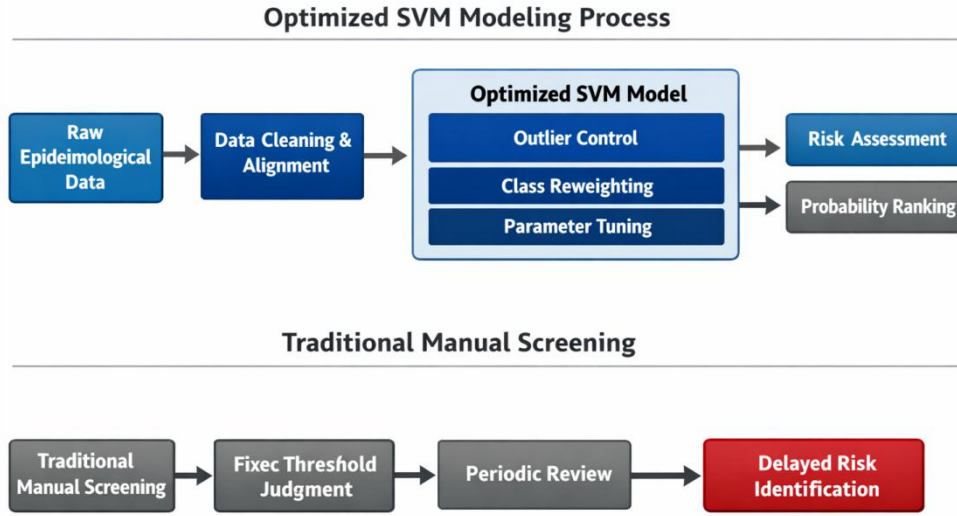 Optimized SVM Modeling Process
Raw
Epideimological
Data
Data Cleaning &
Alignment
Optimized SVM Model
Outlier Control
Class Reweighting
Parameter Tuning
Risk Assessment
Probability Ranking
Traditional Manual Screening
Traditional
Manual Screening
Fixec Threshold
Judgment
Periodic Review
Delayed Risk
Identification